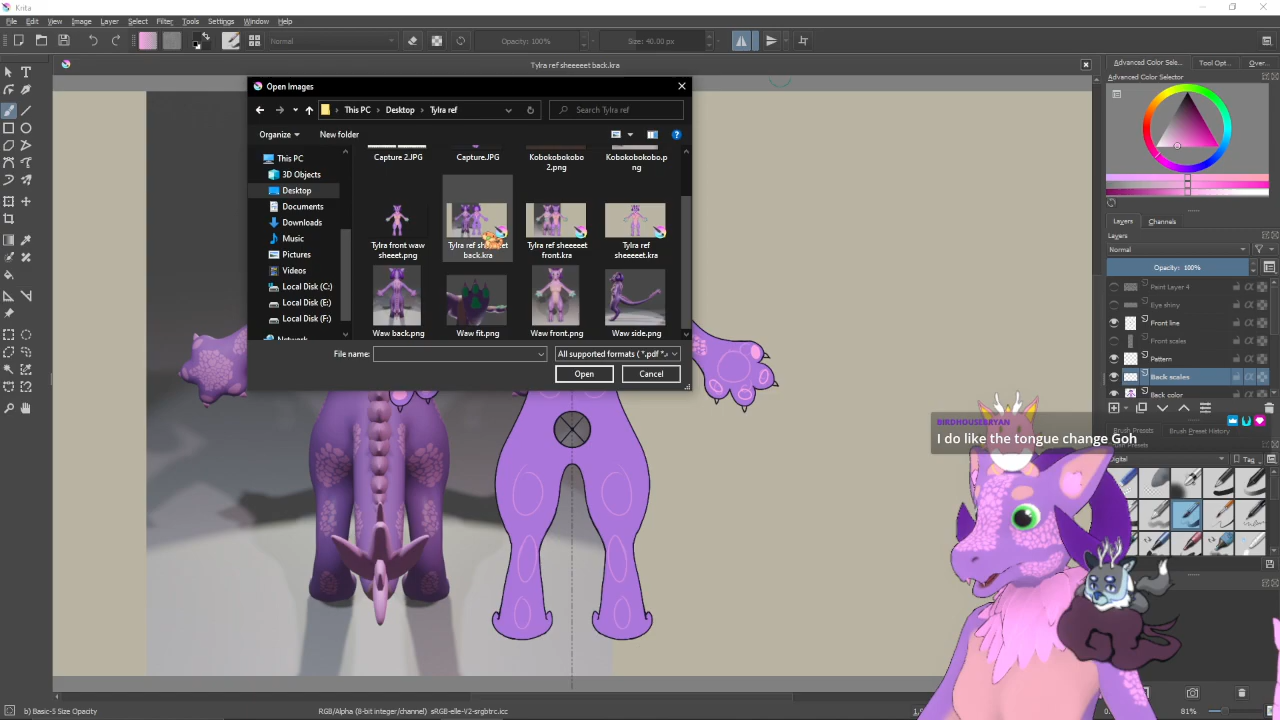 Krita
File Edit View Image Layer Select Filter Tools Settings Window Help
Normal
Opacity: 100%
Size: 40.00 px
Tylra ref sheeeeet back.kra
Advanced Color Sele... Tool Opt... Over...
Advanced Color Selector
Open Images
This PC Desktop Tylra ref
Search Tylra ref
Organize New folder
This PC
3D Objects
Desktop
Documents
Downloads
Music
Pictures
Videos
Local Disk (C:)
Local Disk (E:)
Local Disk (F:)
Capture 2.JPG
Capture.JPG
Kobokobokobo
2.png
Kobokobokobo.p
ng
Tylra front waw
sheeet.png
back.kra
Tylra ref sheeeeet
front.kra
Tylra ref
sheeeeet.kra
Waw back.png
Waw fit.png
Waw front.png
Waw side.png
File name:
All supported formats ( *.pdf *.
Open
Cancel
Layers Channels
Layers
Normal
Opacity: 100%
Paint Layer 4
Eye shiny
Front line
Front scales
Pattern
Back scales
Back color
Brush Presets Brush Preset History
BIRDHOUSEBRYAN
I do like the tongue change Goh
Digital
Tag
b) Basic-5 Size Opacity
RGB/Alpha (8-bit integer/channel) sRGB-elle-V2-srgbtrc.icc
81%